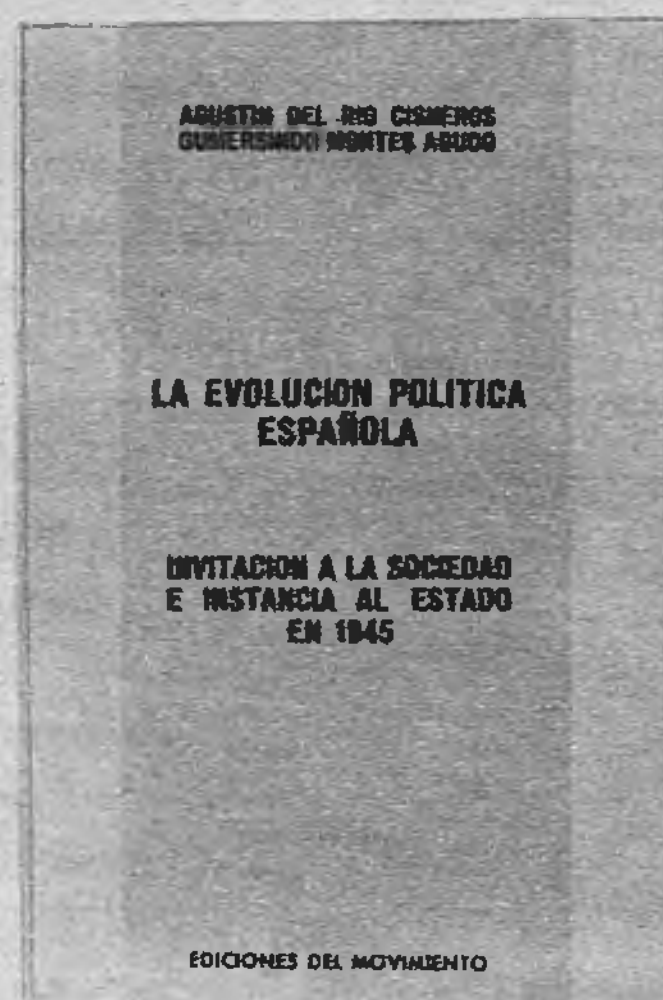 AGUSTIN DEL RIO CISNEROS
GUMERSINDO MONTES AGUDO
LA EVOLUCION POLITICA
ESPAÑOLA
INVITACION A LA SOCIEDAD
E INSTANCIA AL ESTADO
EN 1945
EDICIONES DEL MOVIMIENTO